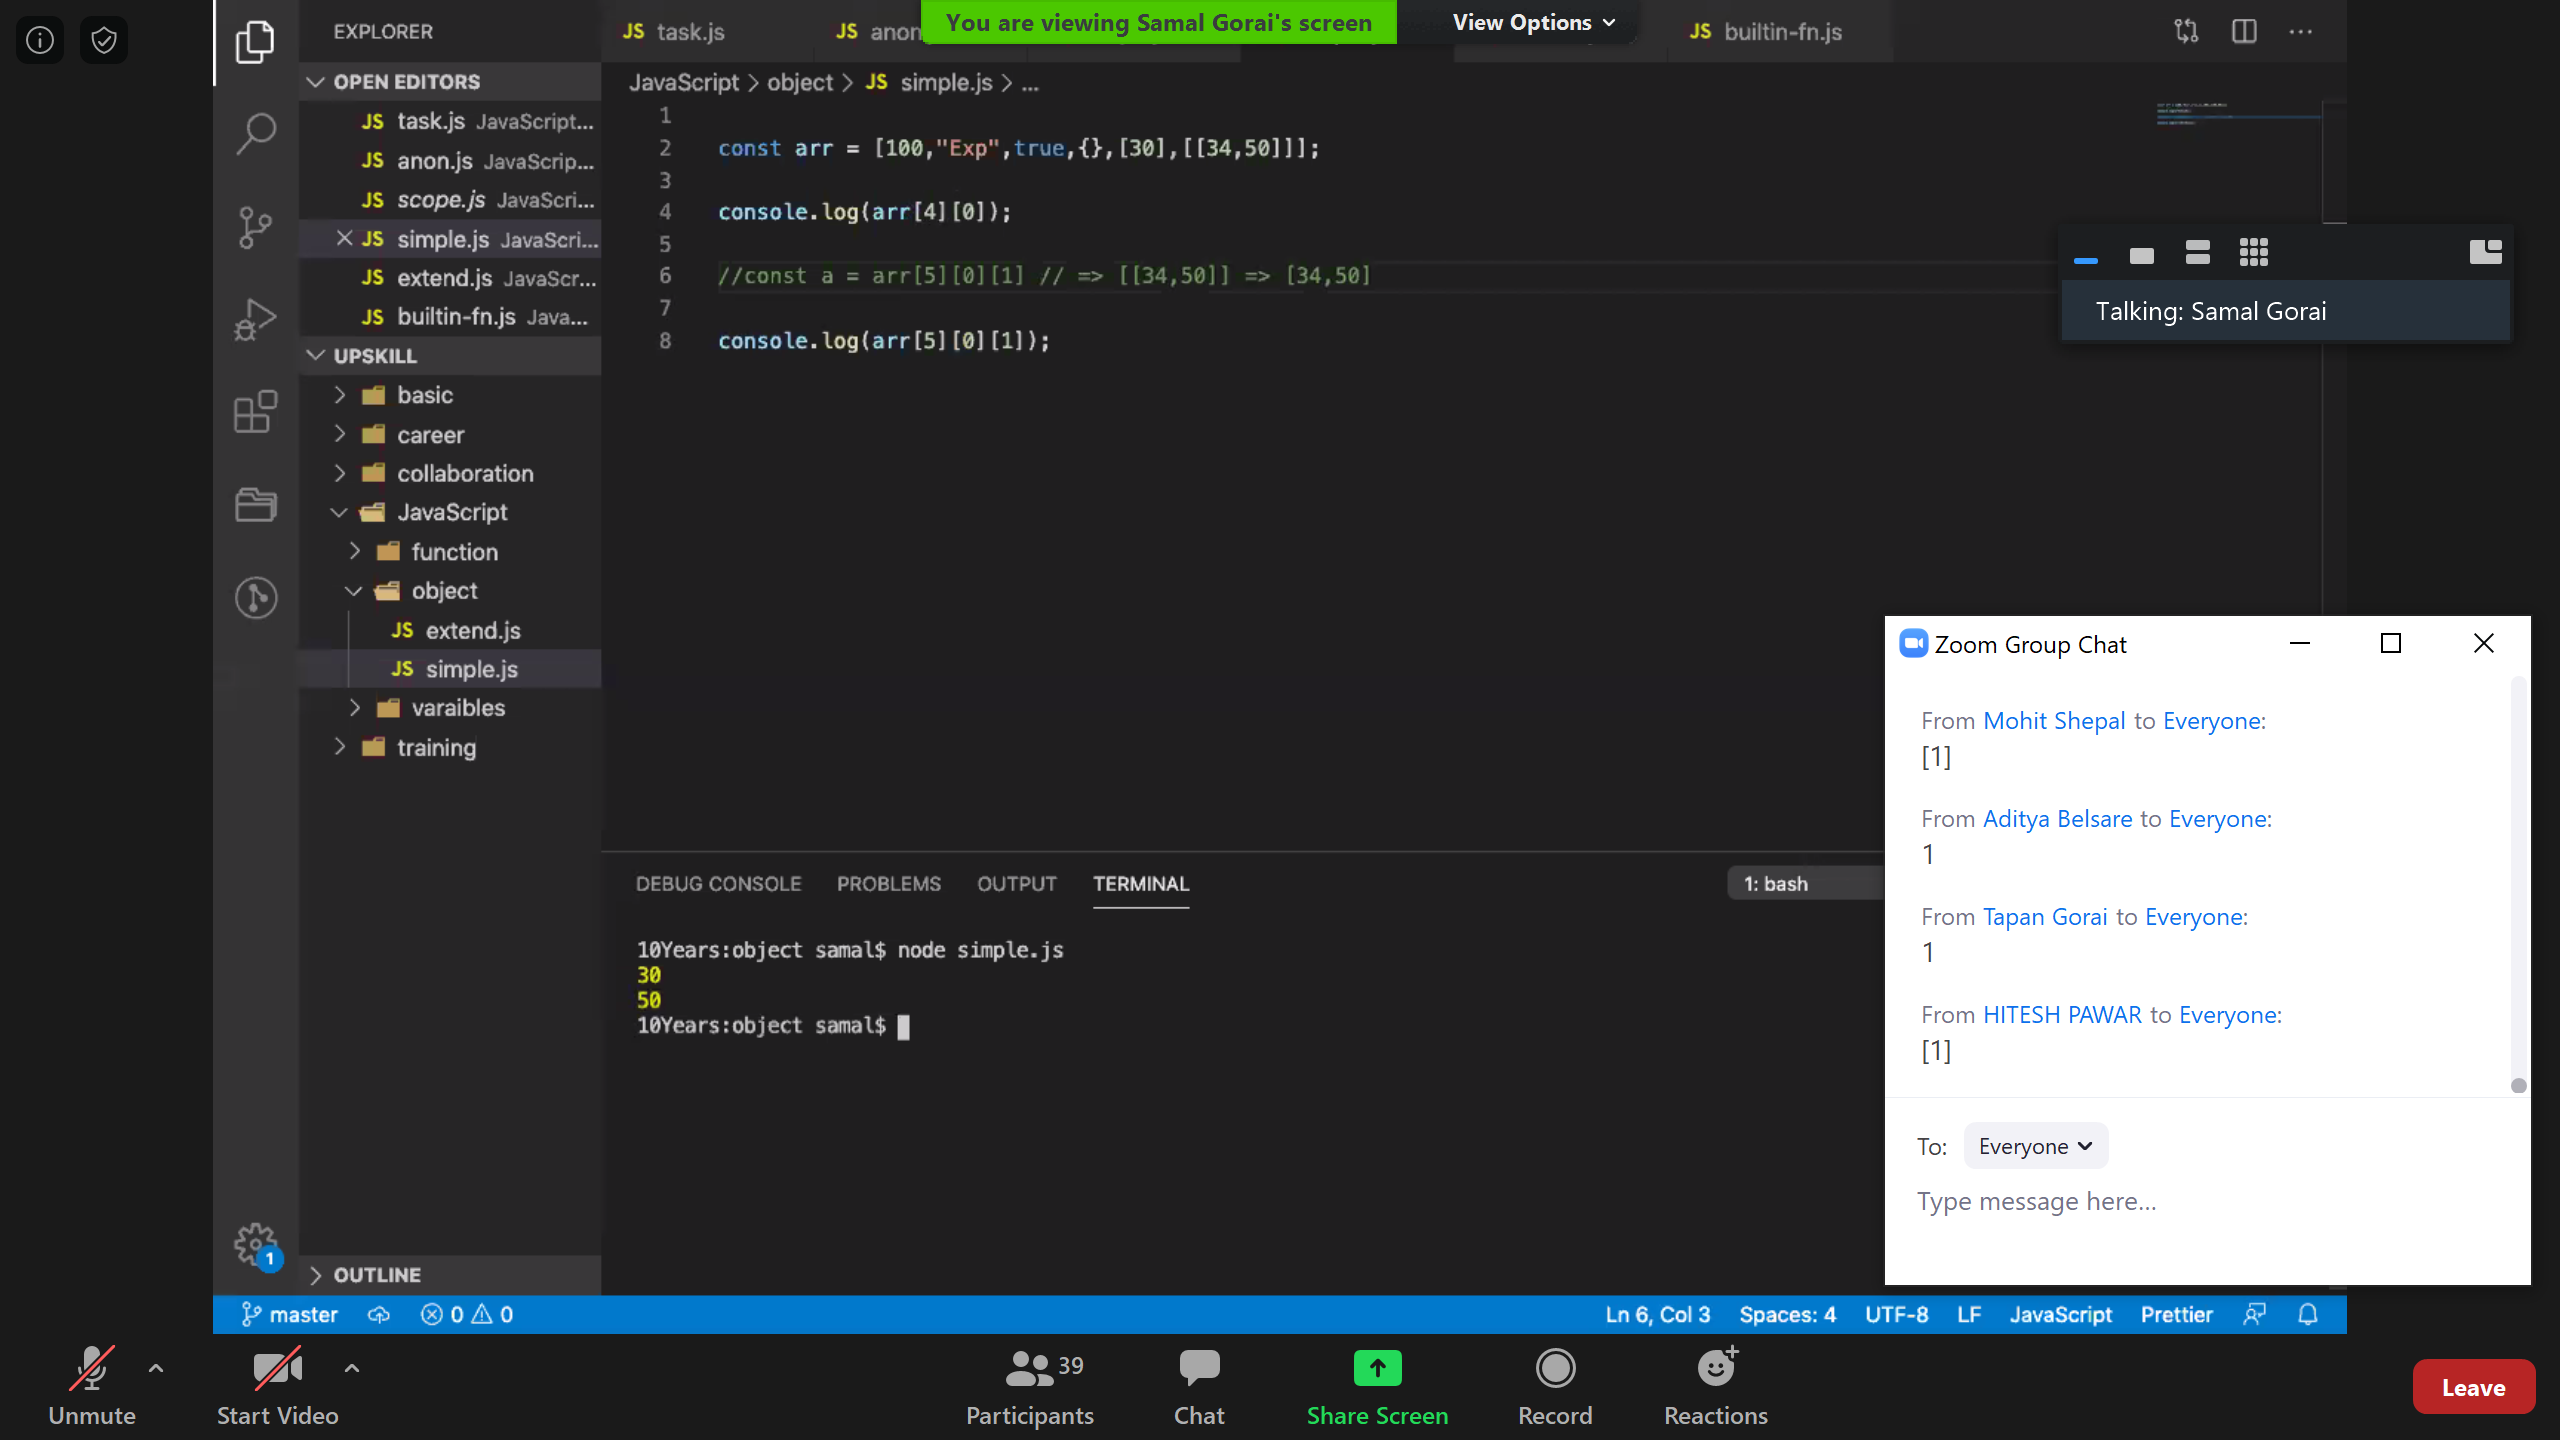 You are viewing Samal Gorai's screen
View Options
EXPLORER
JS task.js
JS anon
JS builtin-fn.js
OPEN EDITORS
JS task.js JavaScript...
JS anon.js JavaScrip...
JS scope.js JavaScri...
JS simple.js JavaScri...
JS extend.js JavaScr...
JS builtin-fn.js Java...
UPSKILL
basic
career
collaboration
JavaScript
function
object
JS extend.js
JS simple.js
varaibles
training
OUTLINE
JavaScript > object > JS simple.js > ...
1
2 const arr = [100,"Exp",true,{},[30],[[34,50]]];
3
4 console.log(arr[4][0]);
5
6 //const a = arr[5][0][1] // => [[34,50]] => [34,50]
7
8 console.log(arr[5][0][1]);
Talking: Samal Gorai
DEBUG CONSOLE PROBLEMS OUTPUT TERMINAL
1: bash
10Years:object samal$ node simple.js
30
50
10Years:object samal$
Zoom Group Chat
From Mohit Shepal to Everyone:
[1]
From Aditya Belsare to Everyone:
1
From Tapan Gorai to Everyone:
1
From HITESH PAWAR to Everyone:
[1]
To: Everyone
Type message here...
1
master 0 0
Ln 6, Col 3 Spaces: 4 UTF-8 LF JavaScript Prettier
Unmute
Start Video
39
Participants
Chat
Share Screen
Record
Reactions
Leave